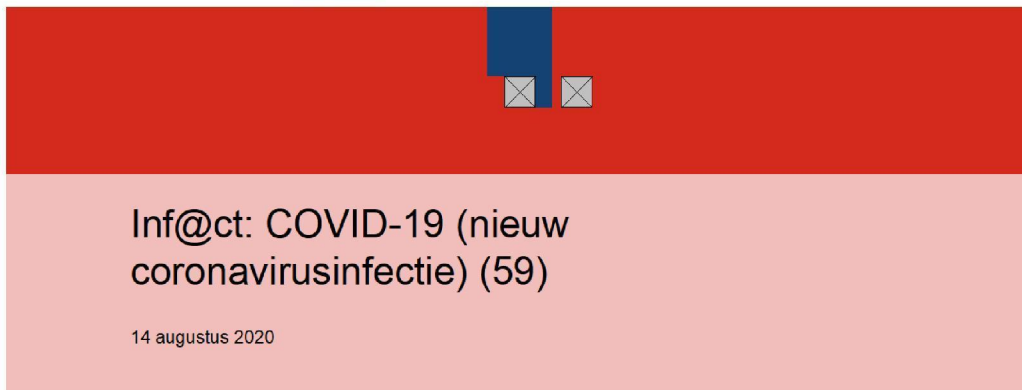 Inf@ct: COVID-19 (nieuw
coronavirusinfectie) (59)
14 augustus 2020